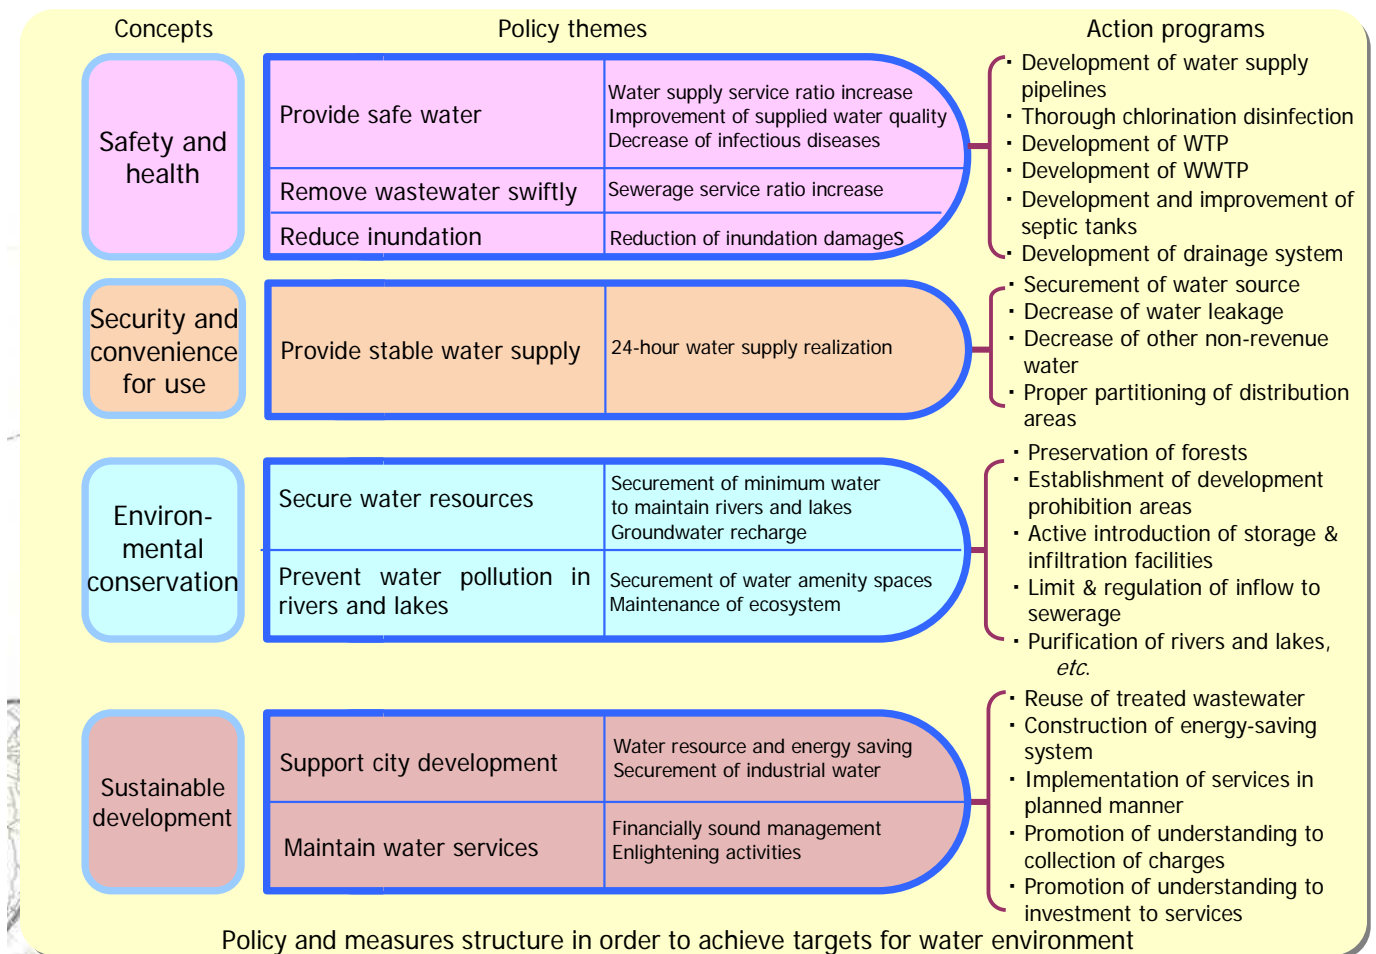 Concepts
Policy themes
Action programs
Safety and
health
Provide safe water
Water supply service ratio increase
Improvement of supplied water quality
Decrease of infectious diseases
Remove wastewater swiftly
Sewerage service ratio increase
Reduce inundation
Reduction of inundation damages
・Development of water supply
pipelines
・Thorough chlorination disinfection
・Development of WTP
・Development of WWTP
・Development and improvement of
septic tanks
・Development of drainage system
Security and
convenience
for use
Provide stable water supply
24-hour water supply realization
・Securement of water source
・Decrease of water leakage
・Decrease of other non-revenue
water
・Proper partitioning of distribution
areas
Environ-
mental
conservation
Secure water resources
Securement of minimum water
to maintain rivers and lakes
Groundwater recharge
Prevent water pollution in
rivers and lakes
Securement of water amenity spaces
Maintenance of ecosystem
・Preservation of forests
・Establishment of development
prohibition areas
・Active introduction of storage &
infiltration facilities
・Limit & regulation of inflow to
sewerage
・Purification of rivers and lakes,
etc.
Sustainable
development
Support city development
Water resource and energy saving
Securement of industrial water
Maintain water services
Financially sound management
Enlightening activities
・Reuse of treated wastewater
・Construction of energy-saving
system
・Implementation of services in
planned manner
・Promotion of understanding to
collection of charges
・Promotion of understanding to
investment to services
Policy and measures structure in order to achieve targets for water environment